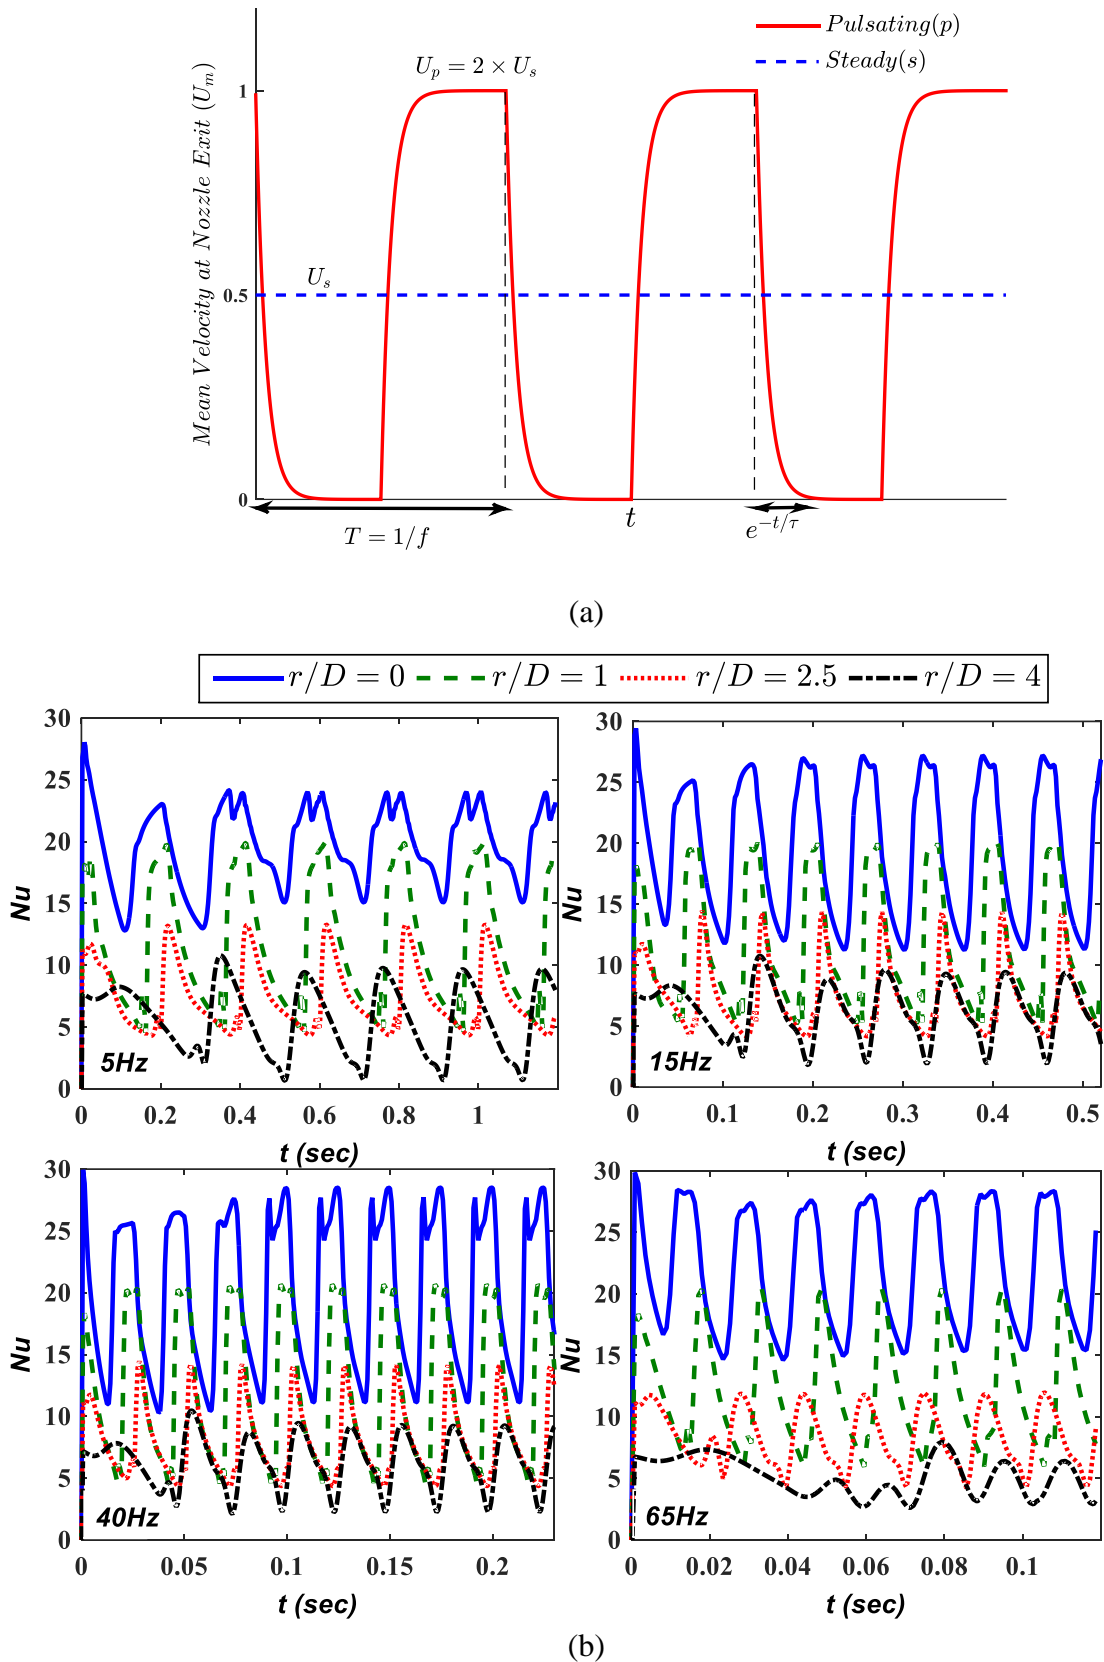 (a)
Mean Velocity at Nozzle Exit (U_m)
Pulsating(p)
Steady(s)
U_p = 2 × U_s
1
U_s
0.5
0
T = 1/f
t
e^{-t/τ}
(a)
r/D = 0 r/D = 1 r/D = 2.5 r/D = 4
30
25
20
15
10
5
0
Nu
5Hz
0 0.2 0.4 0.6 0.8 1
t (sec)
30
25
20
15
10
5
0
Nu
15Hz
0 0.1 0.2 0.3 0.4 0.5
t (sec)
30
25
20
15
10
5
0
Nu
40Hz
0 0.05 0.1 0.15 0.2
t (sec)
30
25
20
15
10
5
0
Nu
65Hz
0 0.02 0.04 0.06 0.08 0.1
t (sec)
(b)